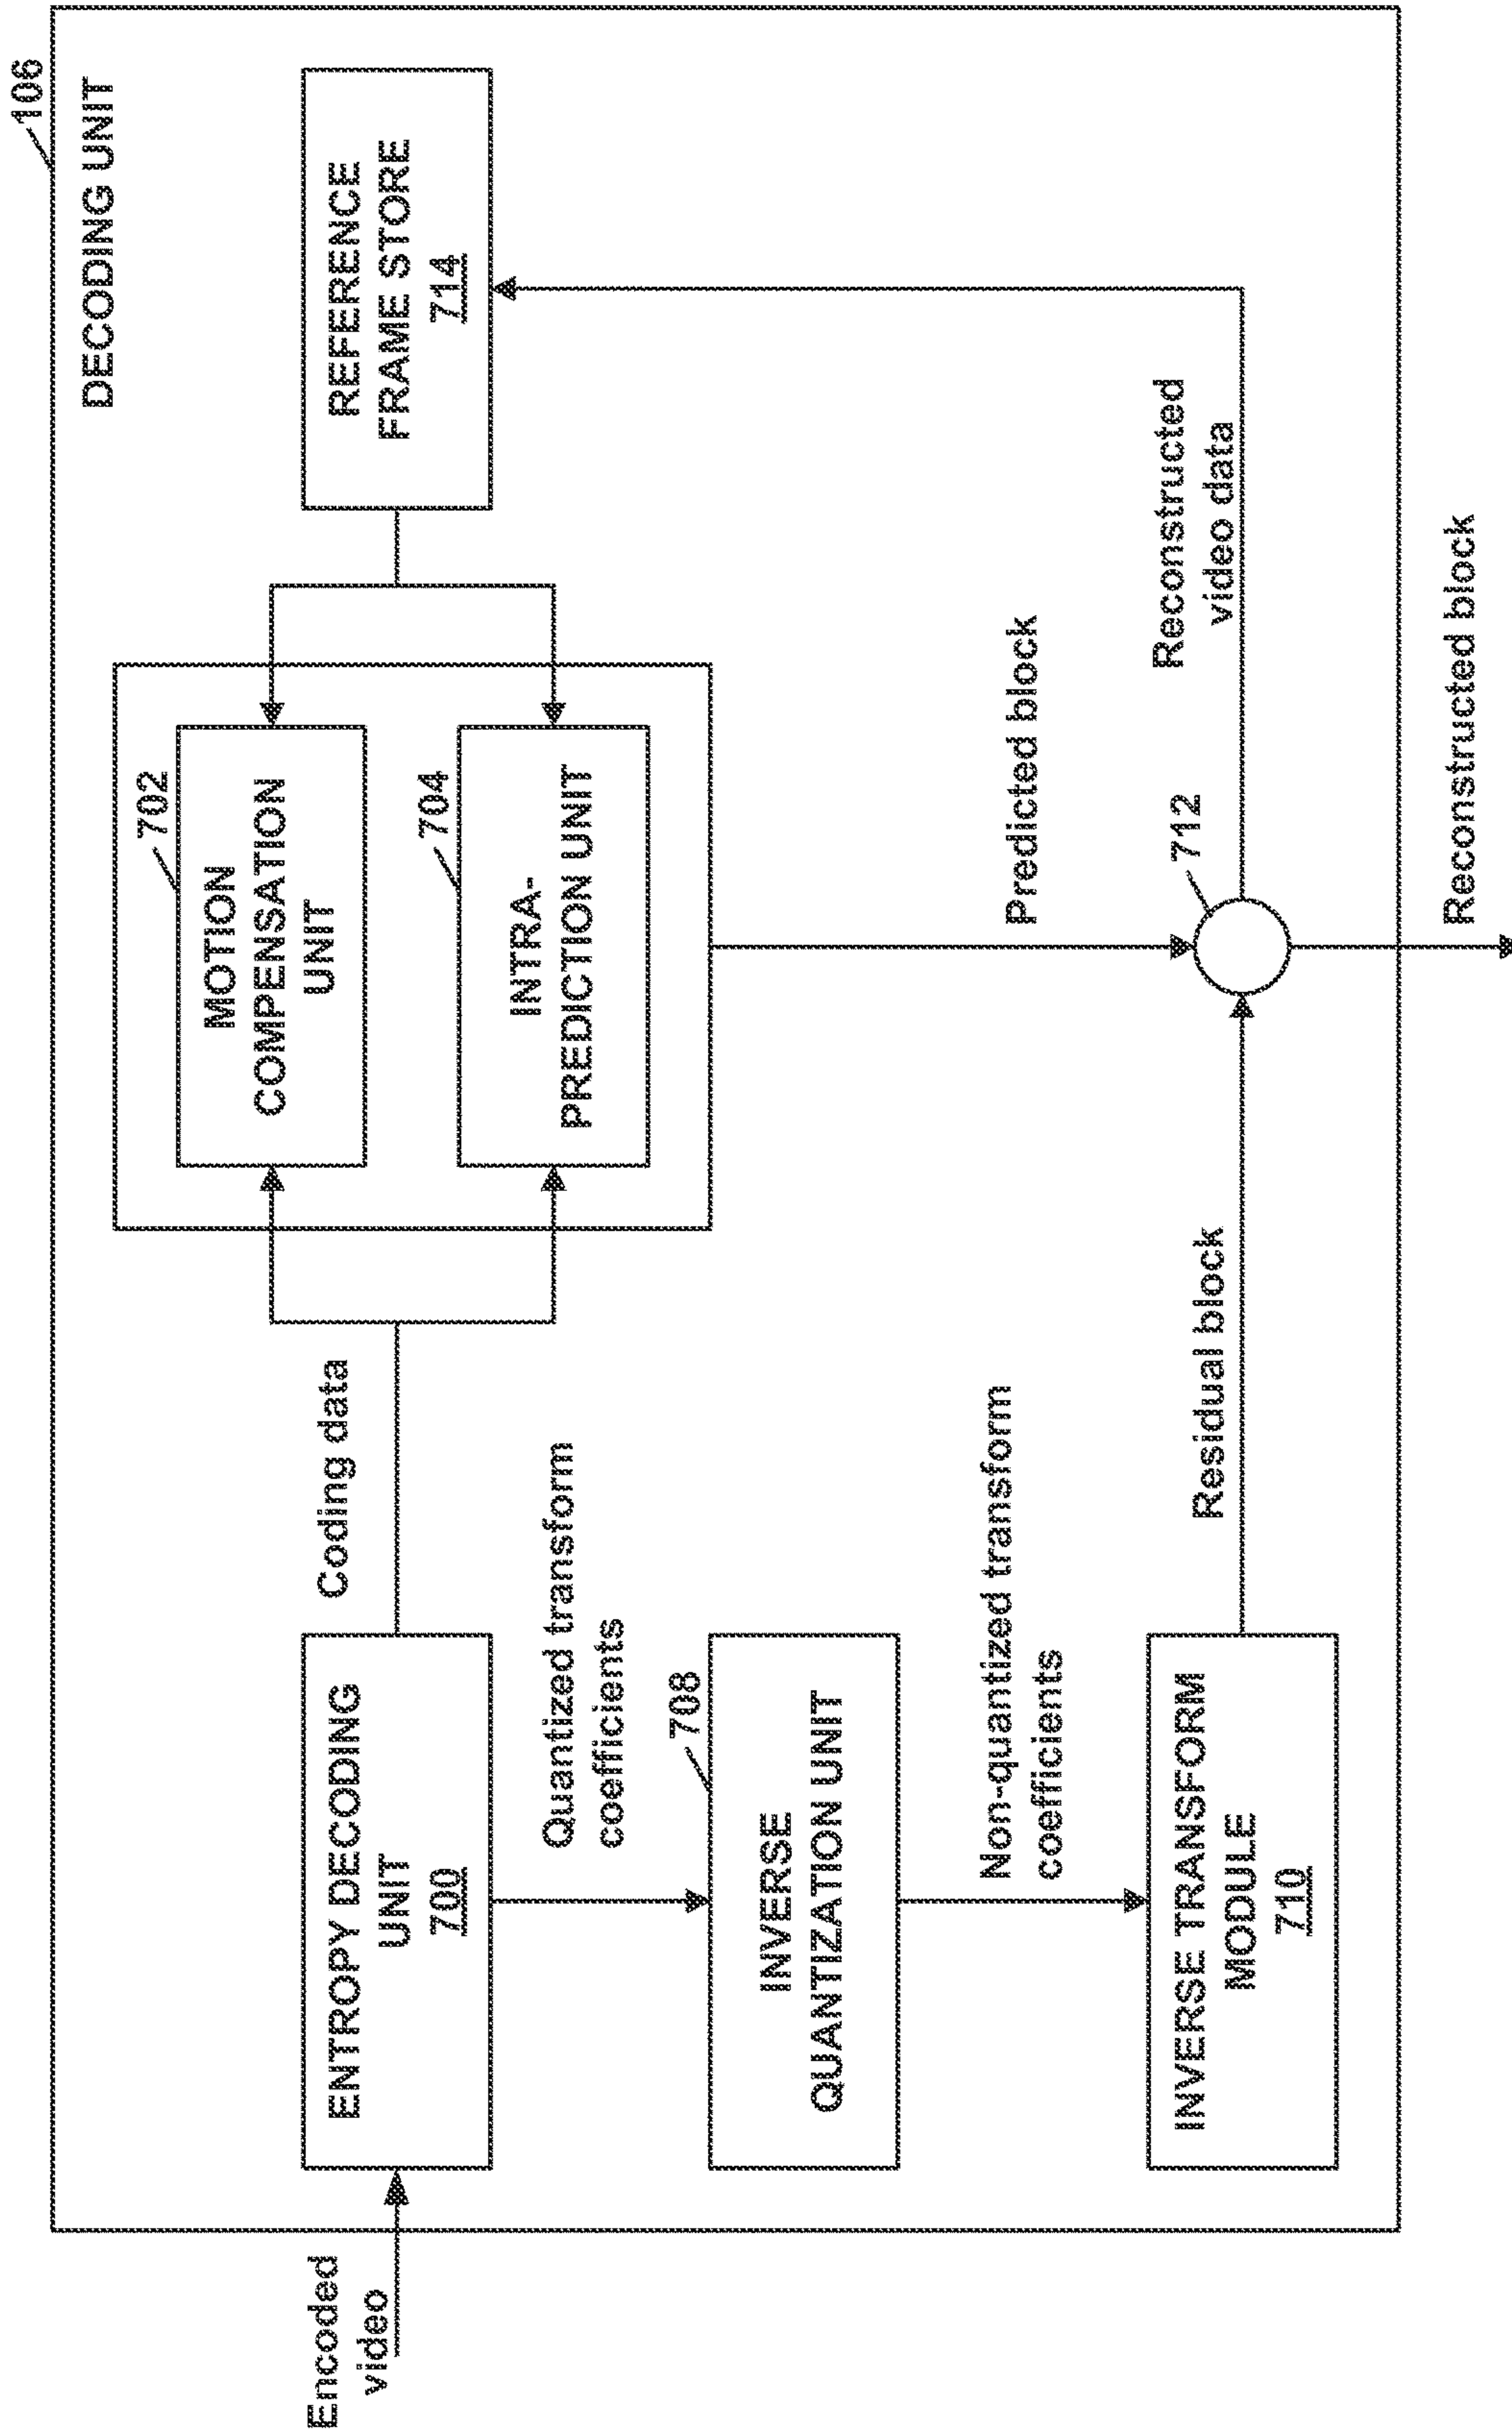 106
DECODING UNIT
Encoded
video
ENTROPY DECODING
UNIT
700
Coding data
702
MOTION
COMPENSATION
UNIT
704
INTRA-
PREDICTION UNIT
REFERENCE
FRAME STORE
714
Quantized transform
coefficients
708
INVERSE
QUANTIZATION UNIT
Non-quantized transform
coefficients
INVERSE TRANSFORM
MODULE
710
Residual block
Predicted block
712
Reconstructed
video data
Reconstructed block